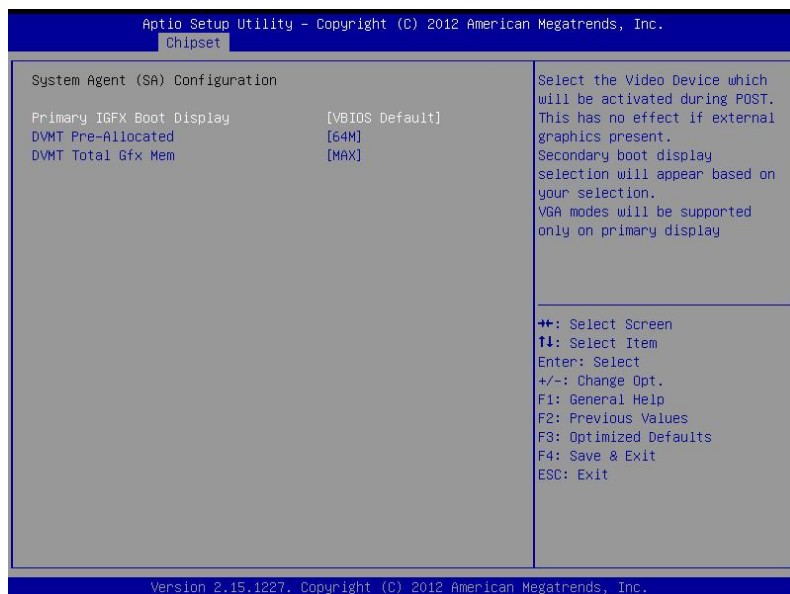 Aptio Setup Utility – Copyright (C) 2012 American Megatrends, Inc.
Chipset
System Agent (SA) Configuration
Primary IGFX Boot Display [VBIOS Default]
DVMT Pre-Allocated [64M]
DVMT Total Gfx Mem [MAX]
Select the Video Device which
will be activated during POST.
This has no effect if external
graphics present.
Secondary boot display
selection will appear based on
your selection.
VGA modes will be supported
only on primary display
→←: Select Screen
↑↓: Select Item
Enter: Select
+/-: Change Opt.
F1: General Help
F2: Previous Values
F3: Optimized Defaults
F4: Save & Exit
ESC: Exit
Version 2.15.1227. Copyright (C) 2012 American Megatrends, Inc.